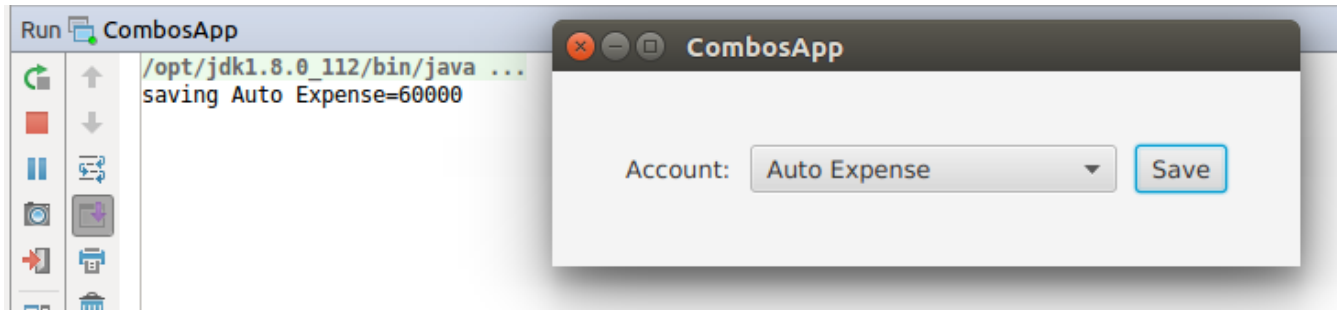 Run CombosApp
/opt/jdk1.8.0_112/bin/java ...
saving Auto Expense=60000
CombosApp
Account: Auto Expense Save